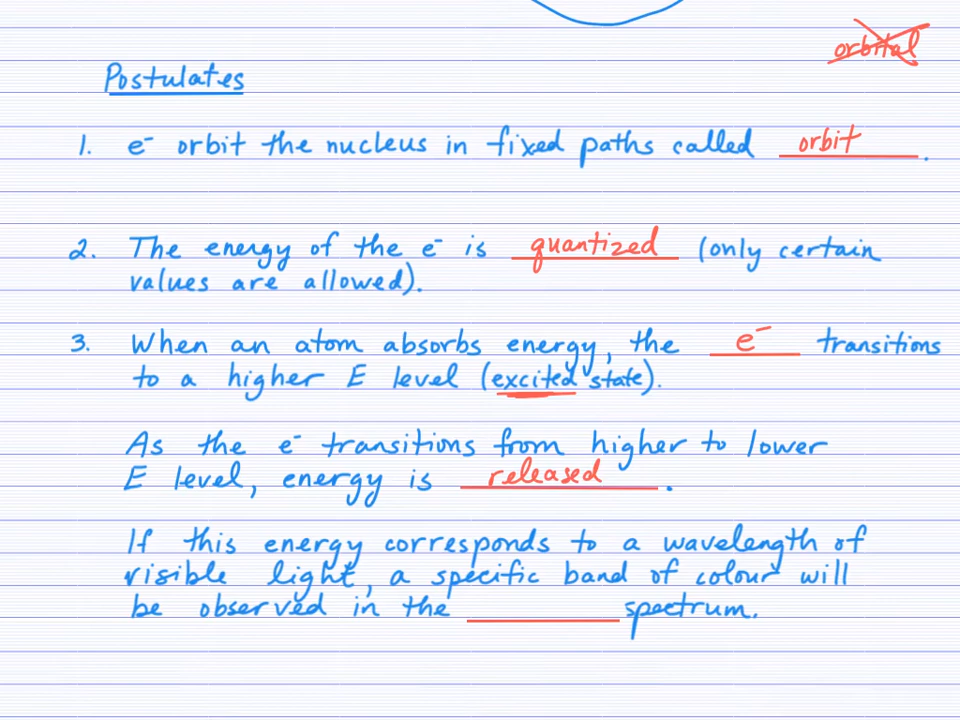 orbital
Postulates
1. e⁻ orbit the nucleus in fixed paths called orbit.
2. The energy of the e⁻ is quantized (only certain
values are allowed).
3. When an atom absorbs energy, the e⁻ transitions
to a higher E level (excited state).
As the e⁻ transitions from higher to lower
E level, energy is released.
If this energy corresponds to a wavelength of
visible light, a specific band of colour will
be observed in the ______ spectrum.